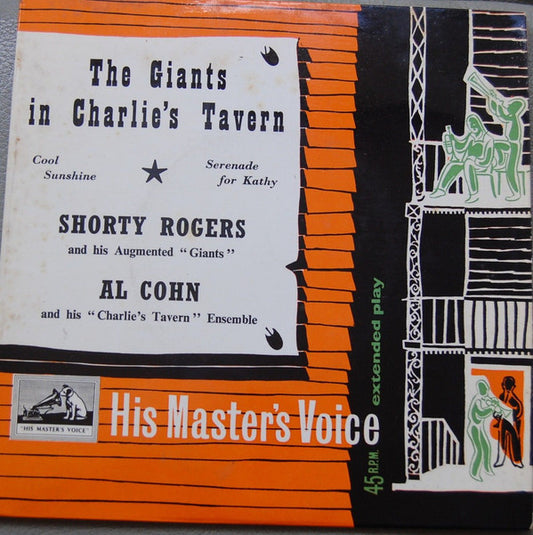 The Giants
in Charlie's Tavern
Cool
Sunshine
Serenade
for Kathy
SHORTY ROGERS
and his Augmented "Giants"
AL COHN
and his "Charlie's Tavern" Ensemble
"HIS MASTER'S VOICE"
His Master's Voice
45 R.P.M. extended play